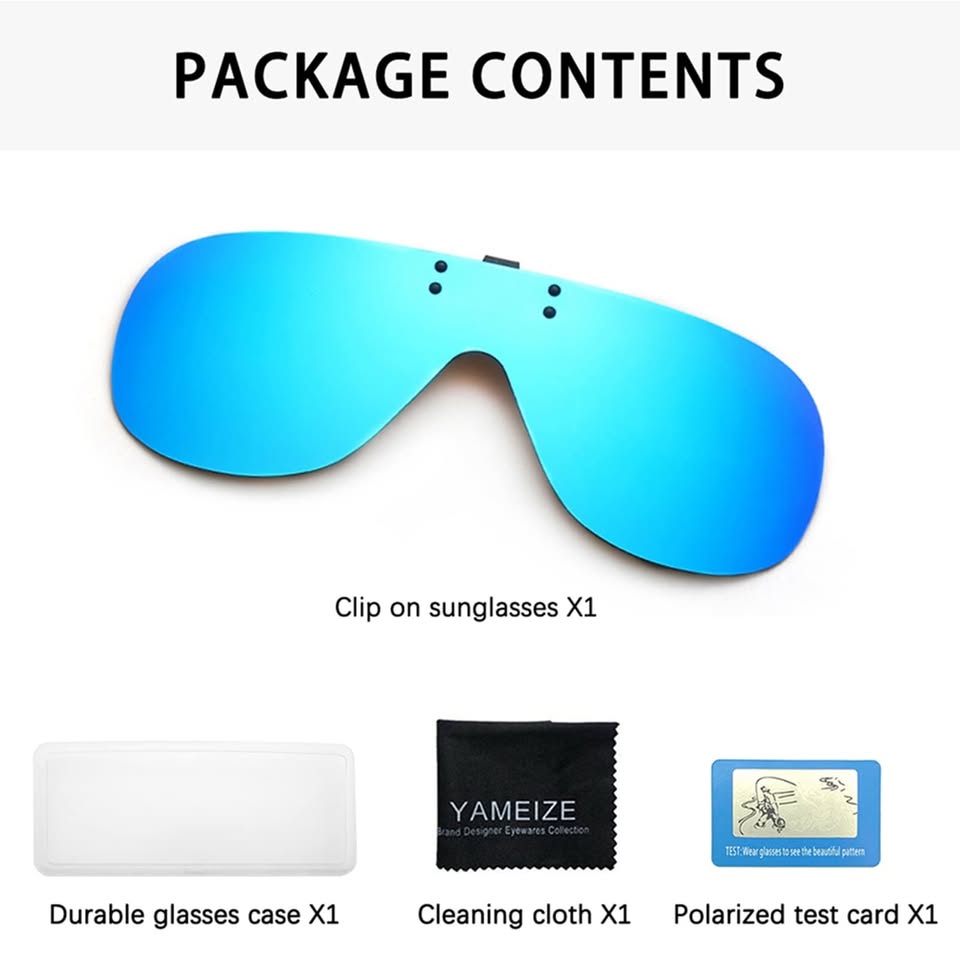 PACKAGE CONTENTS
Clip on sunglasses X1
YAMEIZE
Brand Designer Eyewares Collection
TEST: Wear glasses to see the beautiful pattern
Durable glasses case X1
Cleaning cloth X1
Polarized test card X1